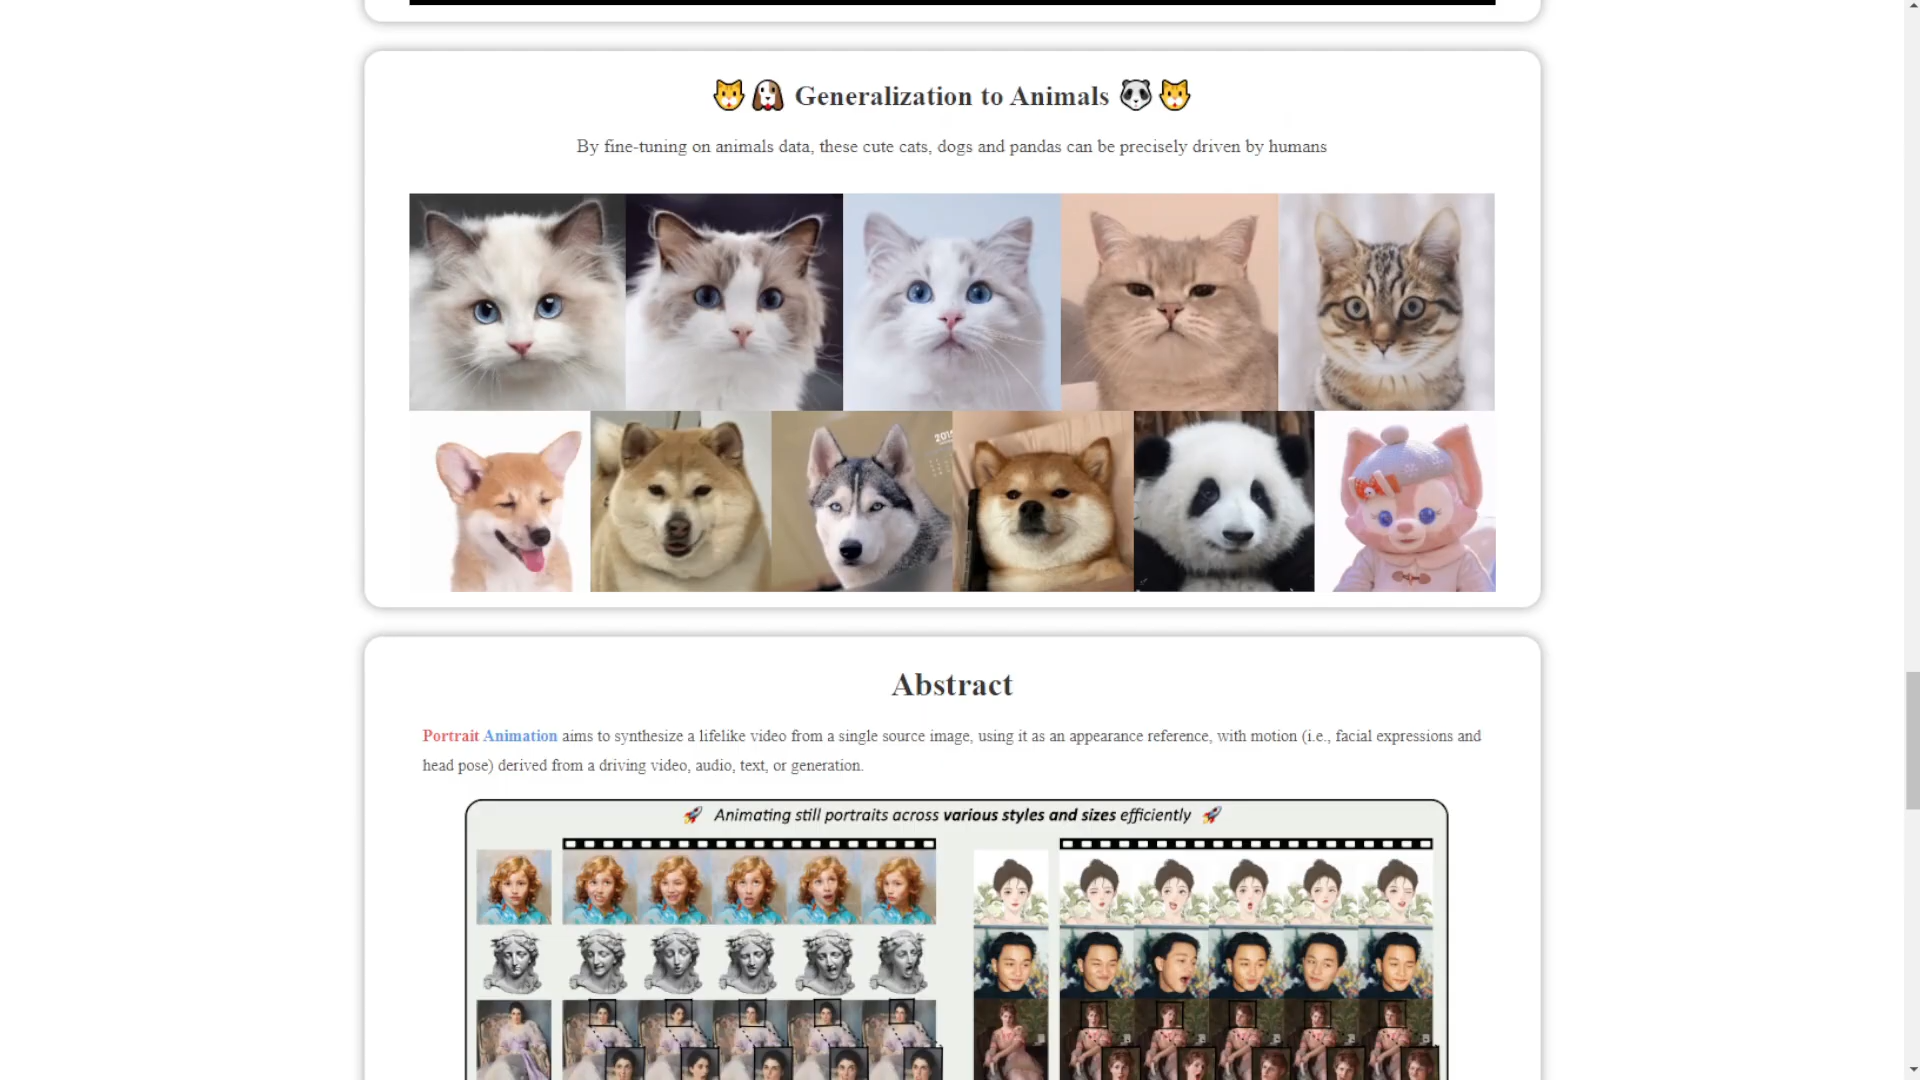 Generalization to Animals
By fine-tuning on animals data, these cute cats, dogs and pandas can be precisely driven by humans
Abstract
Portrait Animation aims to synthesize a lifelike video from a single source image, using it as an appearance reference, with motion (i.e., facial expressions and
head pose) derived from a driving video, audio, text, or generation.
Animating still portraits across various styles and sizes efficiently